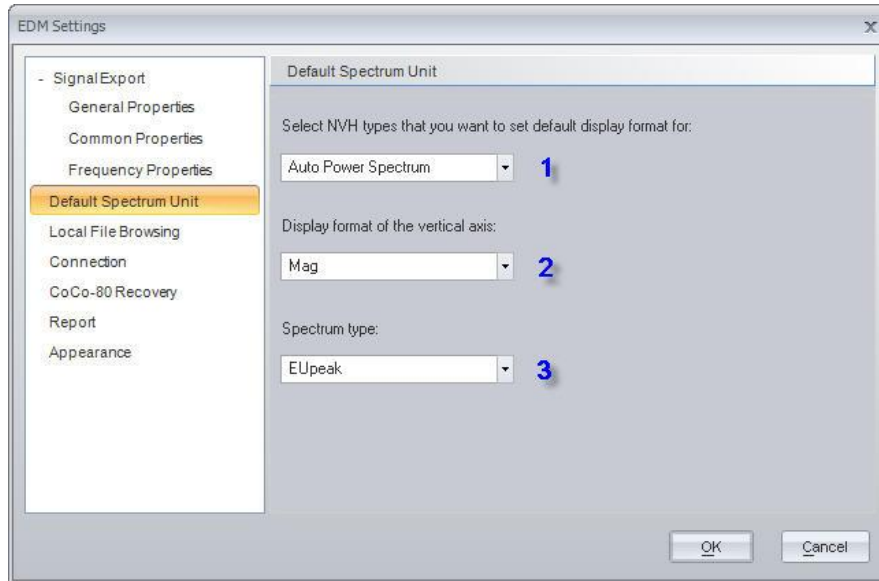 EDM Settings
x
- Signal Export
General Properties
Common Properties
Frequency Properties
Default Spectrum Unit
Local File Browsing
Connection
CoCo-80 Recovery
Report
Appearance
Default Spectrum Unit
Select NVH types that you want to set default display format for:
Auto Power Spectrum
1
Display format of the vertical axis:
Mag
2
Spectrum type:
EUpeak
3
OK
Cancel